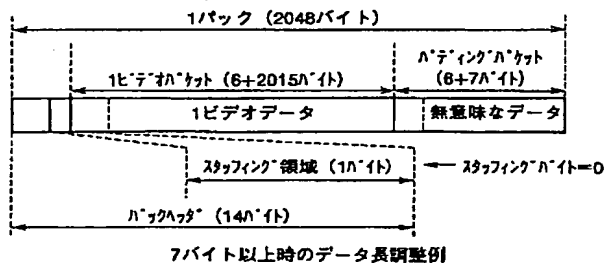 1パック (2048バイト)
1ビデオパケット (6+2015バイト)
パディングパケット
(6+7バイト)
1ビデオデータ
無意味なデータ
スタッフィング領域 (1バイト)
スタッフィングバイト=0
パックヘッダ (14バイト)
7バイト以上時のデータ長調整例